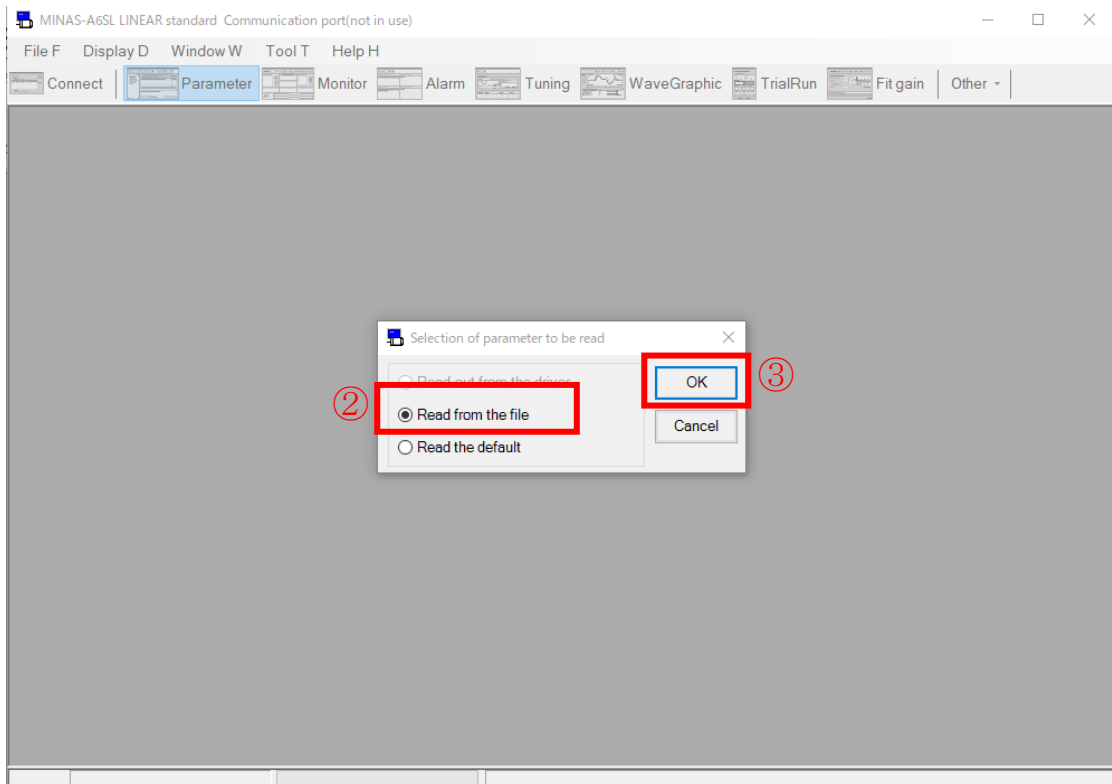 MINAS-A6SL LINEAR standard Communication port(not in use)
File F Display D Window W Tool T Help H
Connect Parameter Monitor Alarm Tuning WaveGraphic TrialRun Fit gain Other
Selection of parameter to be read
Read out from the driver
OK
③
②
Read from the file
Cancel
Read the default